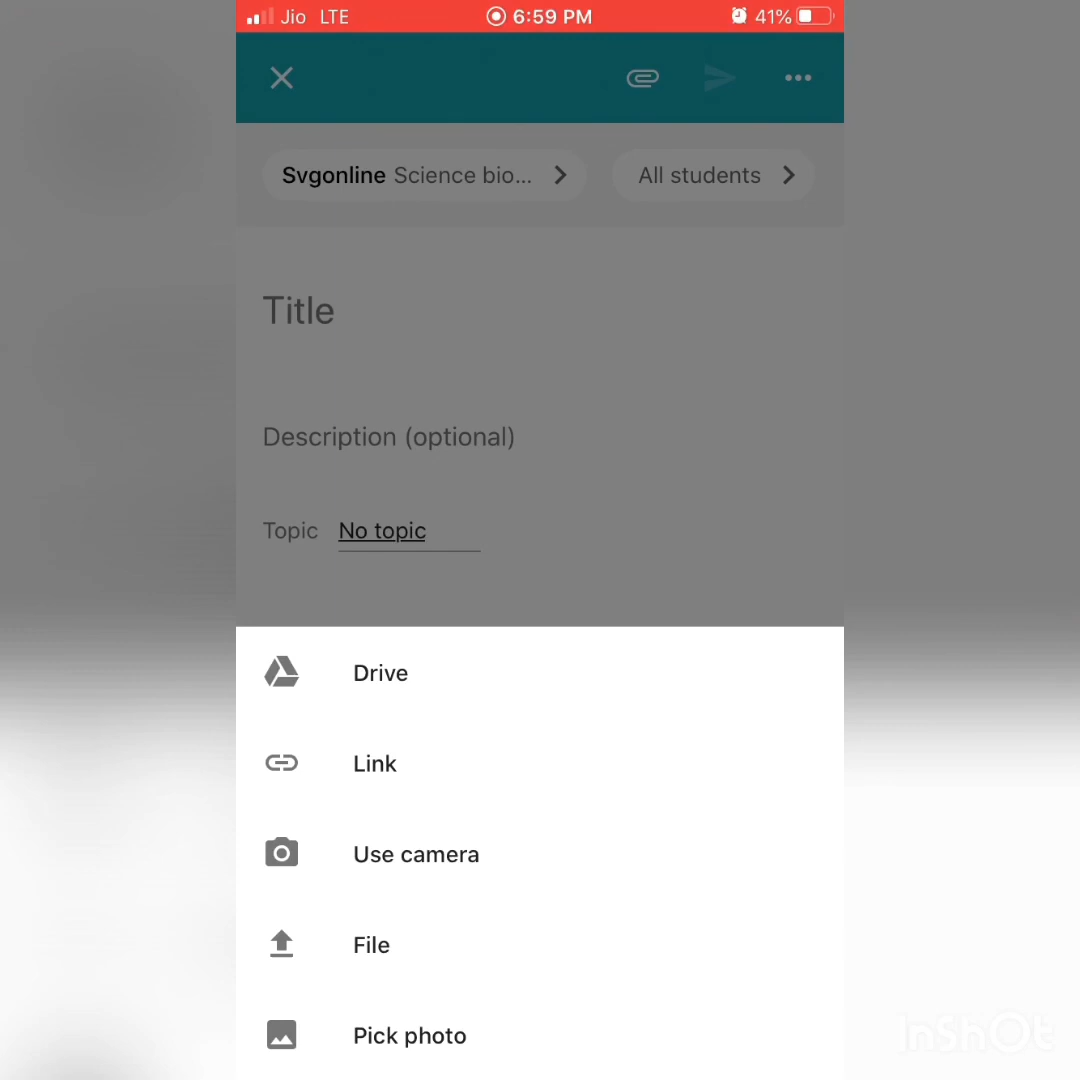 Jio LTE 6:59 PM 41%
Svgonline Science bio... All students
Title
Description (optional)
Topic No topic
Drive
Link
Use camera
File
Pick photo
InShOt